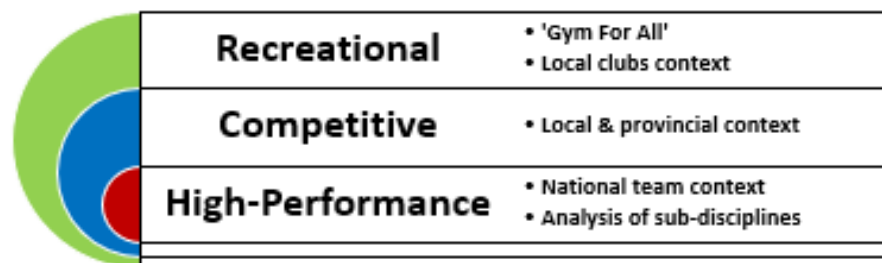 Recreational
• 'Gym For All'
• Local clubs context
Competitive
• Local & provincial context
High-Performance
• National team context
• Analysis of sub-disciplines